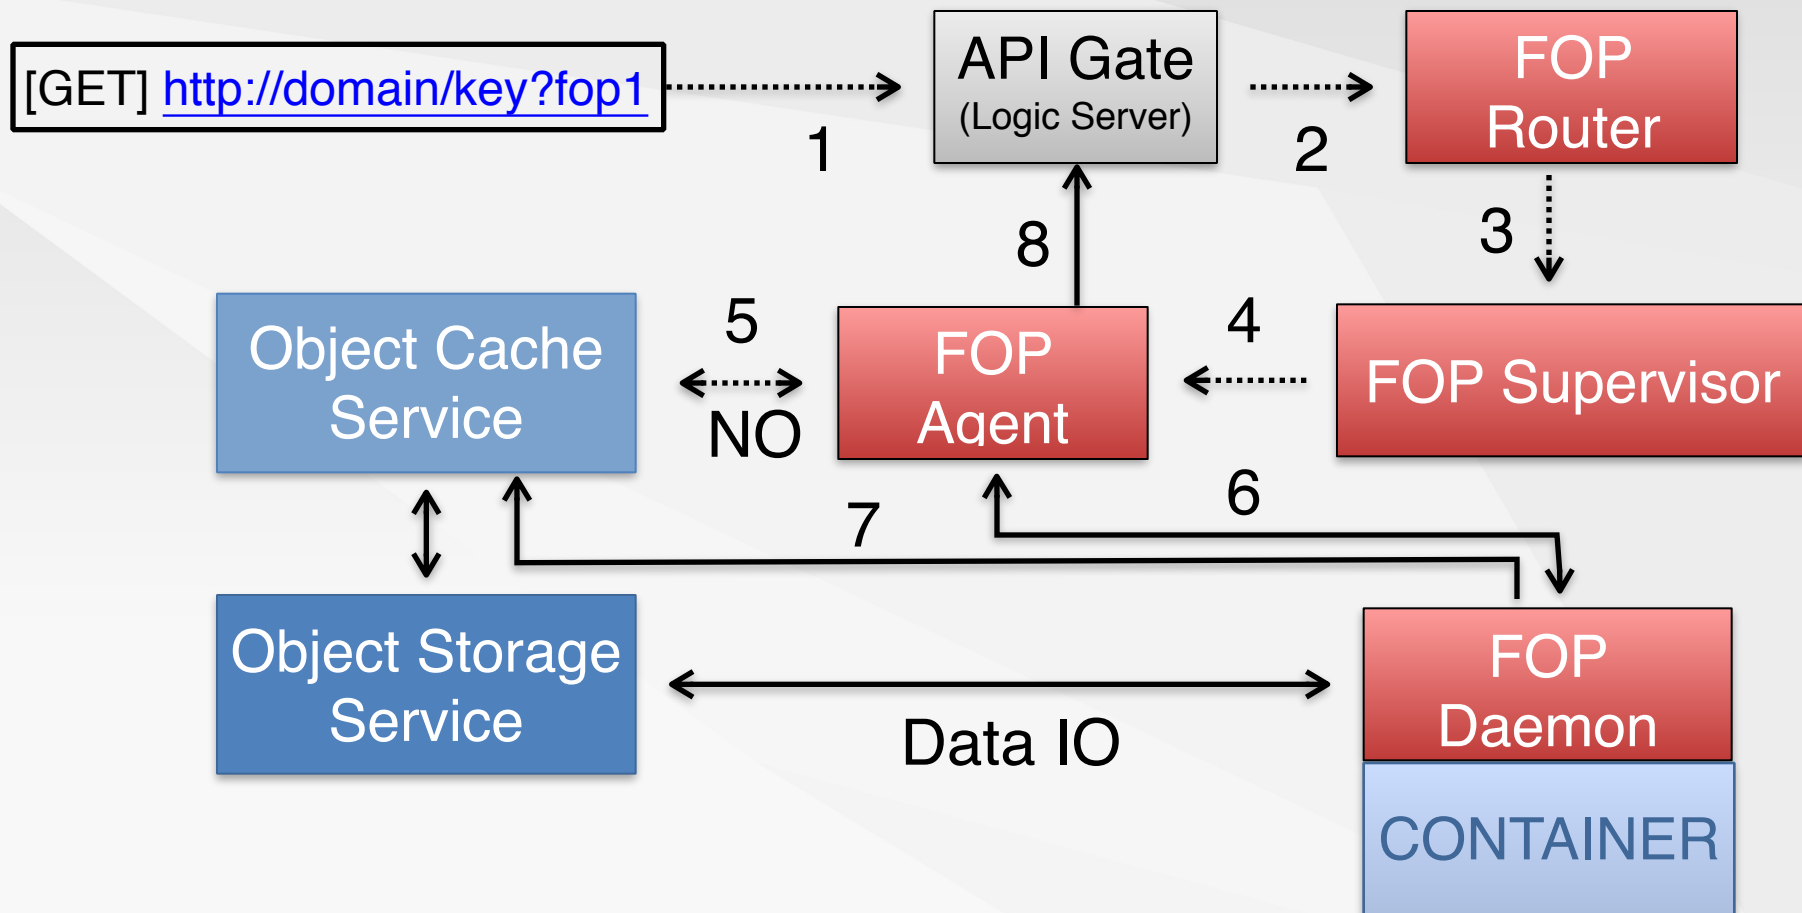 [GET] http://domain/key?fop1
1
API Gate
(Logic Server)
2
FOP
Router
3
8
Object Cache
Service
5
NO
FOP
Agent
4
FOP Supervisor
6
7
Object Storage
Service
Data IO
FOP
Daemon
CONTAINER